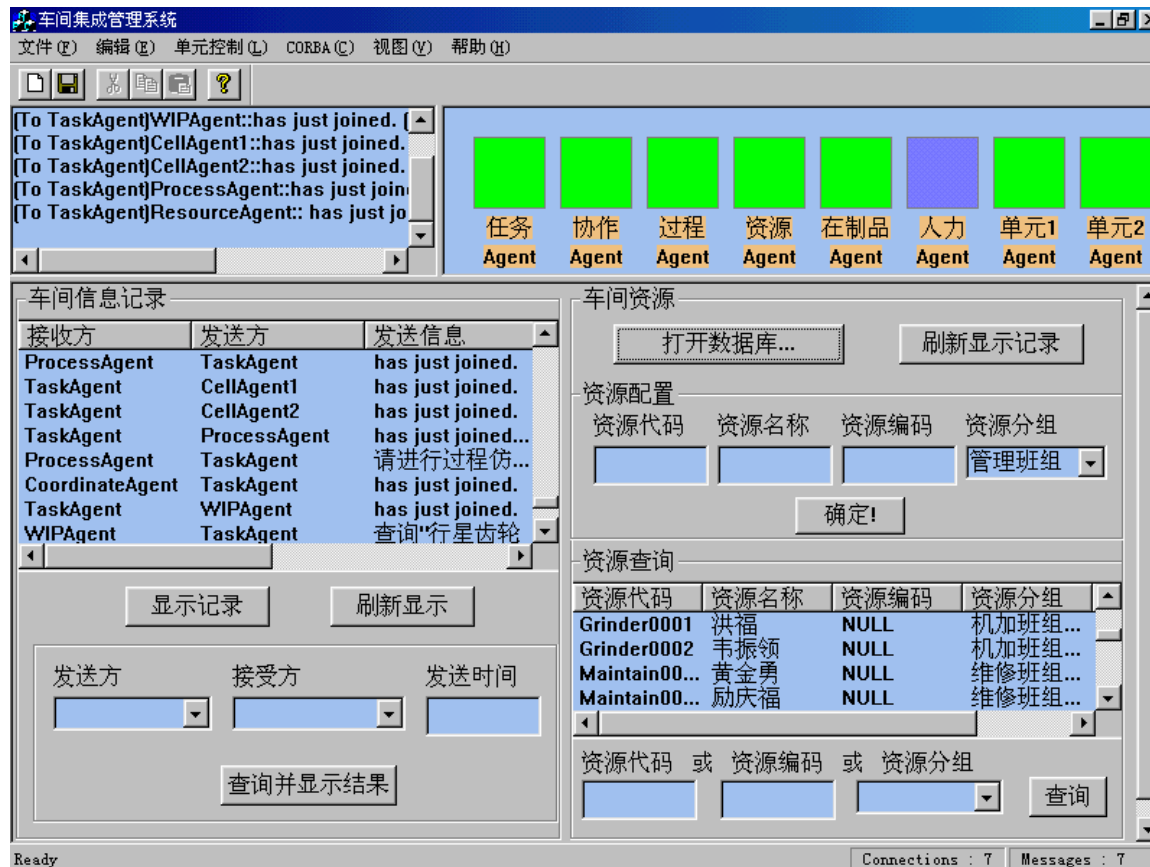 车间集成管理系统
文件(F) 编辑(E) 单元控制(L) CORBA(C) 视图(V) 帮助(H)
(To TaskAgent)WIPAgent::has just joined. (
(To TaskAgent)CellAgent1::has just joined.
(To TaskAgent)CellAgent2::has just joined.
(To TaskAgent)ProcessAgent::has just join
(To TaskAgent)ResourceAgent:: has just jo
任务 协作 过程 资源 在制品 人力 单元1 单元2
Agent Agent Agent Agent Agent Agent Agent Agent
车间信息记录
接收方 发送方 发送信息
ProcessAgent TaskAgent has just joined.
TaskAgent CellAgent1 has just joined.
TaskAgent CellAgent2 has just joined.
TaskAgent ProcessAgent has just joined...
ProcessAgent TaskAgent 请进行过程仿...
CoordinateAgent TaskAgent has just joined.
TaskAgent WIPAgent has just joined.
WIPAgent TaskAgent 查询"行星齿轮
显示记录 刷新显示
发送方 接受方 发送时间
查询并显示结果
车间资源
打开数据库... 刷新显示记录
资源配置
资源代码 资源名称 资源编码 资源分组
管理班组
确定!
资源查询
资源代码 资源名称 资源编码 资源分组
Grinder0001 洪福 NULL 机加班组...
Grinder0002 韦振领 NULL 机加班组...
Maintain00... 黄金勇 NULL 维修班组...
Maintain00... 励庆福 NULL 维修班组...
资源代码 或 资源编码 或 资源分组
查询
Ready Connections : 7 Messages : 7